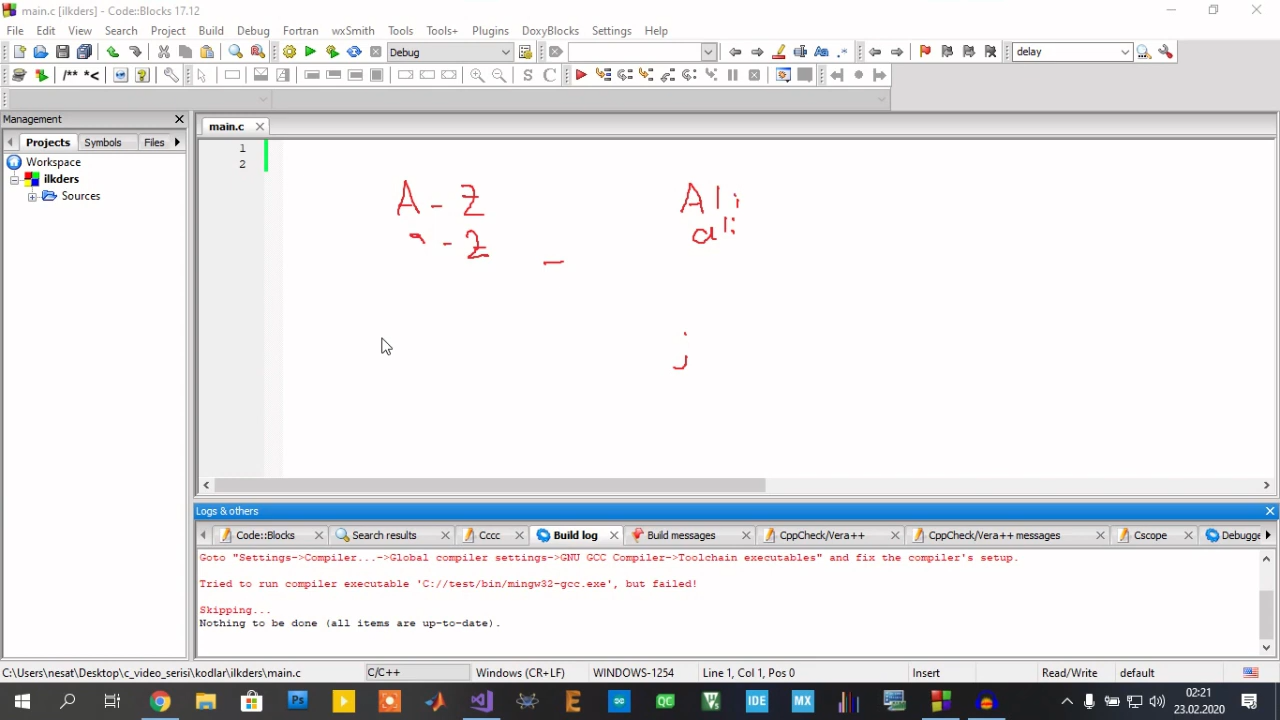 main.c [ilkders] - Code::Blocks 17.12
File Edit View Search Project Build Debug Fortran wxSmith Tools Tools+ Plugins DoxyBlocks Settings Help
Debug
delay
/** *<
S C
Management
main.c
Projects Symbols Files
Workspace
ilkders
Sources
1
2
A - Z
a - z
_
Ali
ali
j
Logs & others
Code::Blocks Search results Cccc Build log Build messages CppCheck/Vera++ CppCheck/Vera++ messages Cscope Debugge
Goto "Settings->Compiler...->Global compiler settings->GNU GCC Compiler->Toolchain executables" and fix the compiler's setup.
Tried to run compiler executable 'C://test/bin/mingw32-gcc.exe', but failed!
Skipping...
Nothing to be done (all items are up-to-date).
C:\Users\nesat\Desktop\c_video_serisi\kodlar\ilkders\main.c C/C++ Windows (CR+LF) WINDOWS-1254 Line 1, Col 1, Pos 0 Insert Read/Write default
Ps QC IDE MX
02:21
23.02.2020